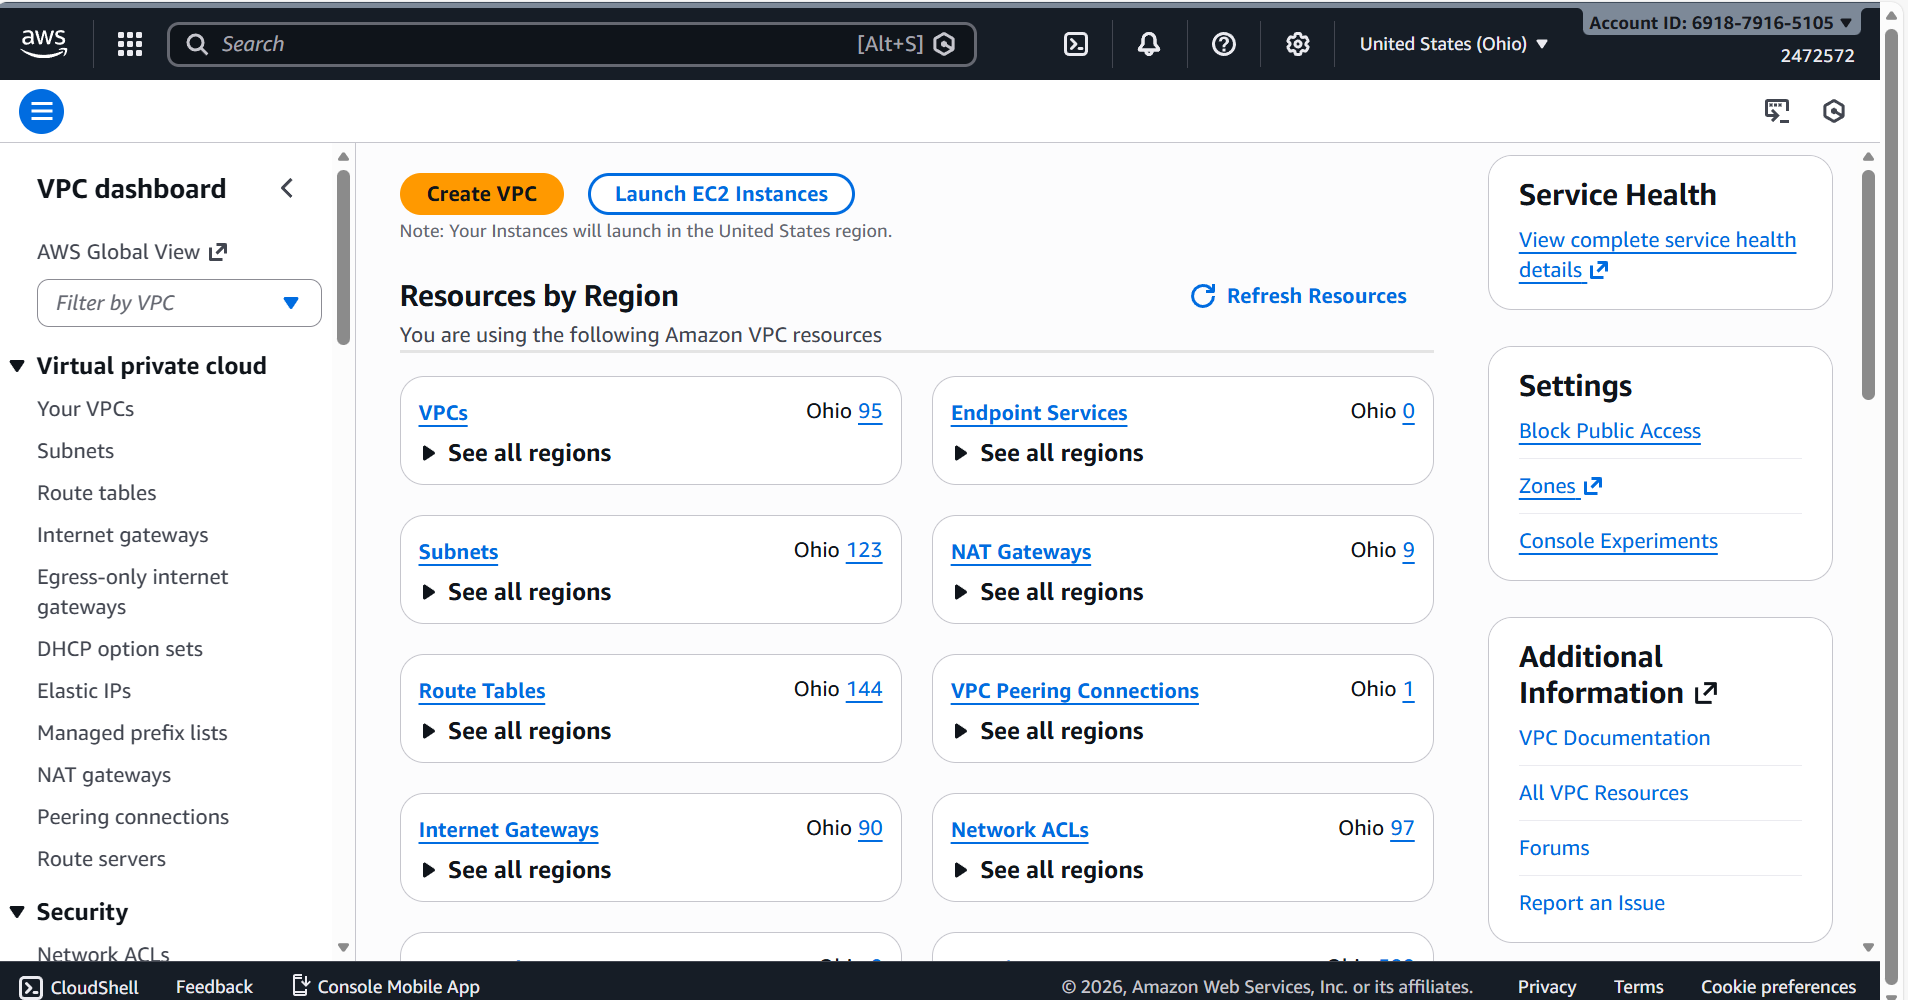 aws
Search [Alt+S]
United States (Ohio)
Account ID: 6918-7916-5105
2472572
VPC dashboard
AWS Global View
Filter by VPC
Virtual private cloud
Your VPCs
Subnets
Route tables
Internet gateways
Egress-only internet
gateways
DHCP option sets
Elastic IPs
Managed prefix lists
NAT gateways
Peering connections
Route servers
Security
Network ACLs
Create VPC
Launch EC2 Instances
Note: Your Instances will launch in the United States region.
Resources by Region
Refresh Resources
You are using the following Amazon VPC resources
VPCs Ohio 95
See all regions
Endpoint Services Ohio 0
See all regions
Subnets Ohio 123
See all regions
NAT Gateways Ohio 9
See all regions
Route Tables Ohio 144
See all regions
VPC Peering Connections Ohio 1
See all regions
Internet Gateways Ohio 90
See all regions
Network ACLs Ohio 97
See all regions
Service Health
View complete service health
details
Settings
Block Public Access
Zones
Console Experiments
Additional
Information
VPC Documentation
All VPC Resources
Forums
Report an Issue
CloudShell
Feedback
Console Mobile App
© 2026, Amazon Web Services, Inc. or its affiliates.
Privacy
Terms
Cookie preferences